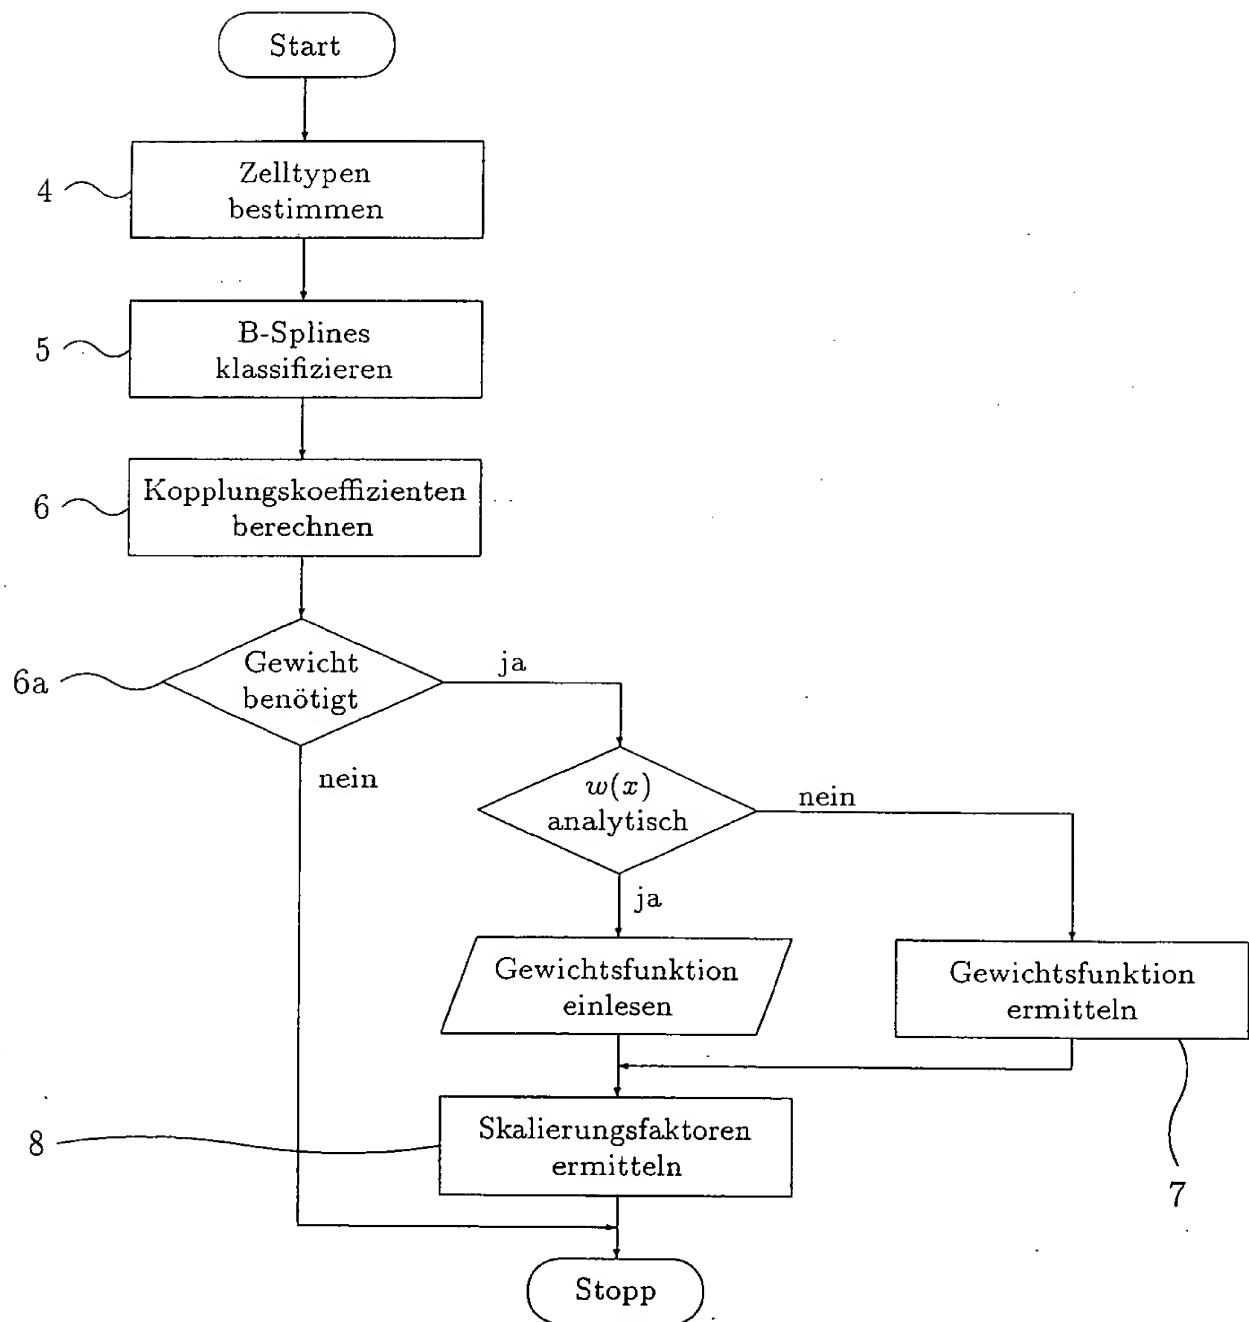 Start
4
Zelltypen
bestimmen
5
B-Splines
klassifizieren
6
Kopplungskoeffizienten
berechnen
6a
Gewicht
benötigt
ja
nein
w(x)
analytisch
nein
ja
Gewichtsfunktion
einlesen
Gewichtsfunktion
ermitteln
7
8
Skalierungsfaktoren
ermitteln
Stopp